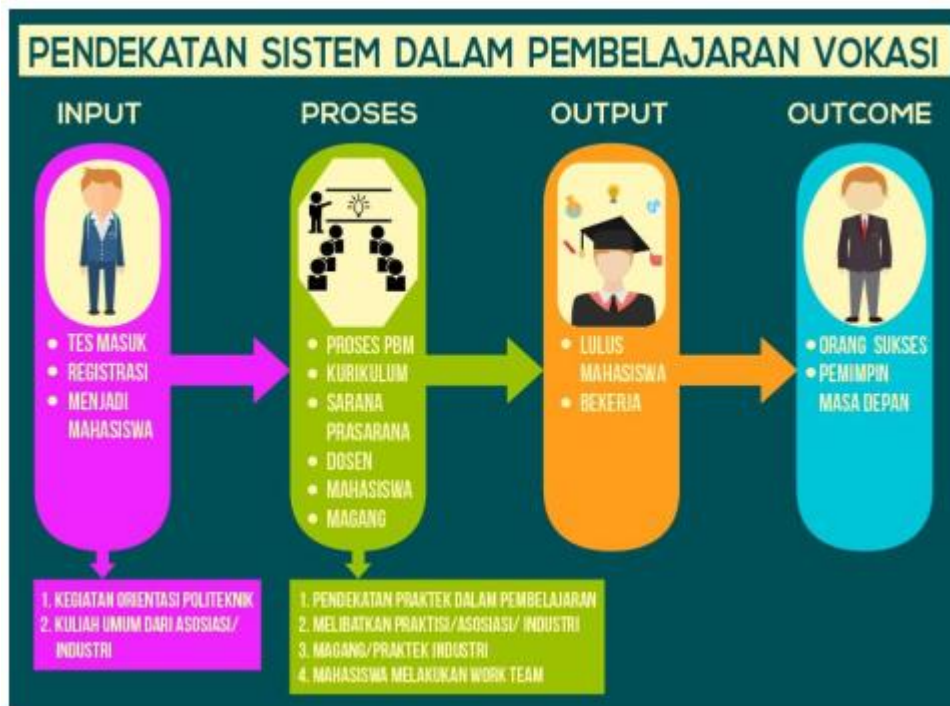 PENDEKATAN SISTEM DALAM PEMBELAJARAN VOKASI
INPUT
PROSES
OUTPUT
OUTCOME
• TES MASUK
• REGISTRASI
• MENJADI
MAHASISWA
• PROSES PBM
• KURIKULUM
• SARANA
PRASARANA
• DOSEN
• MAHASISWA
• MAGANG
• LULUS
MAHASISWA
• BEKERJA
• ORANG SUKSES
• PEMIMPIN
MASA DEPAN
1. KEGIATAN ORIENTASI POLITEKNIK
2. KULIAH UMUM DARI ASOSIASI/
INDUSTRI
1. PENDEKATAN PRAKTEK DALAM PEMBELAJARAN
2. MELIBATKAN PRAKTISI/ASOSIASI/ INDUSTRI
3. MAGANG/PRAKTEK INDUSTRI
4. MAHASISWA MELAKUKAN WORK TEAM